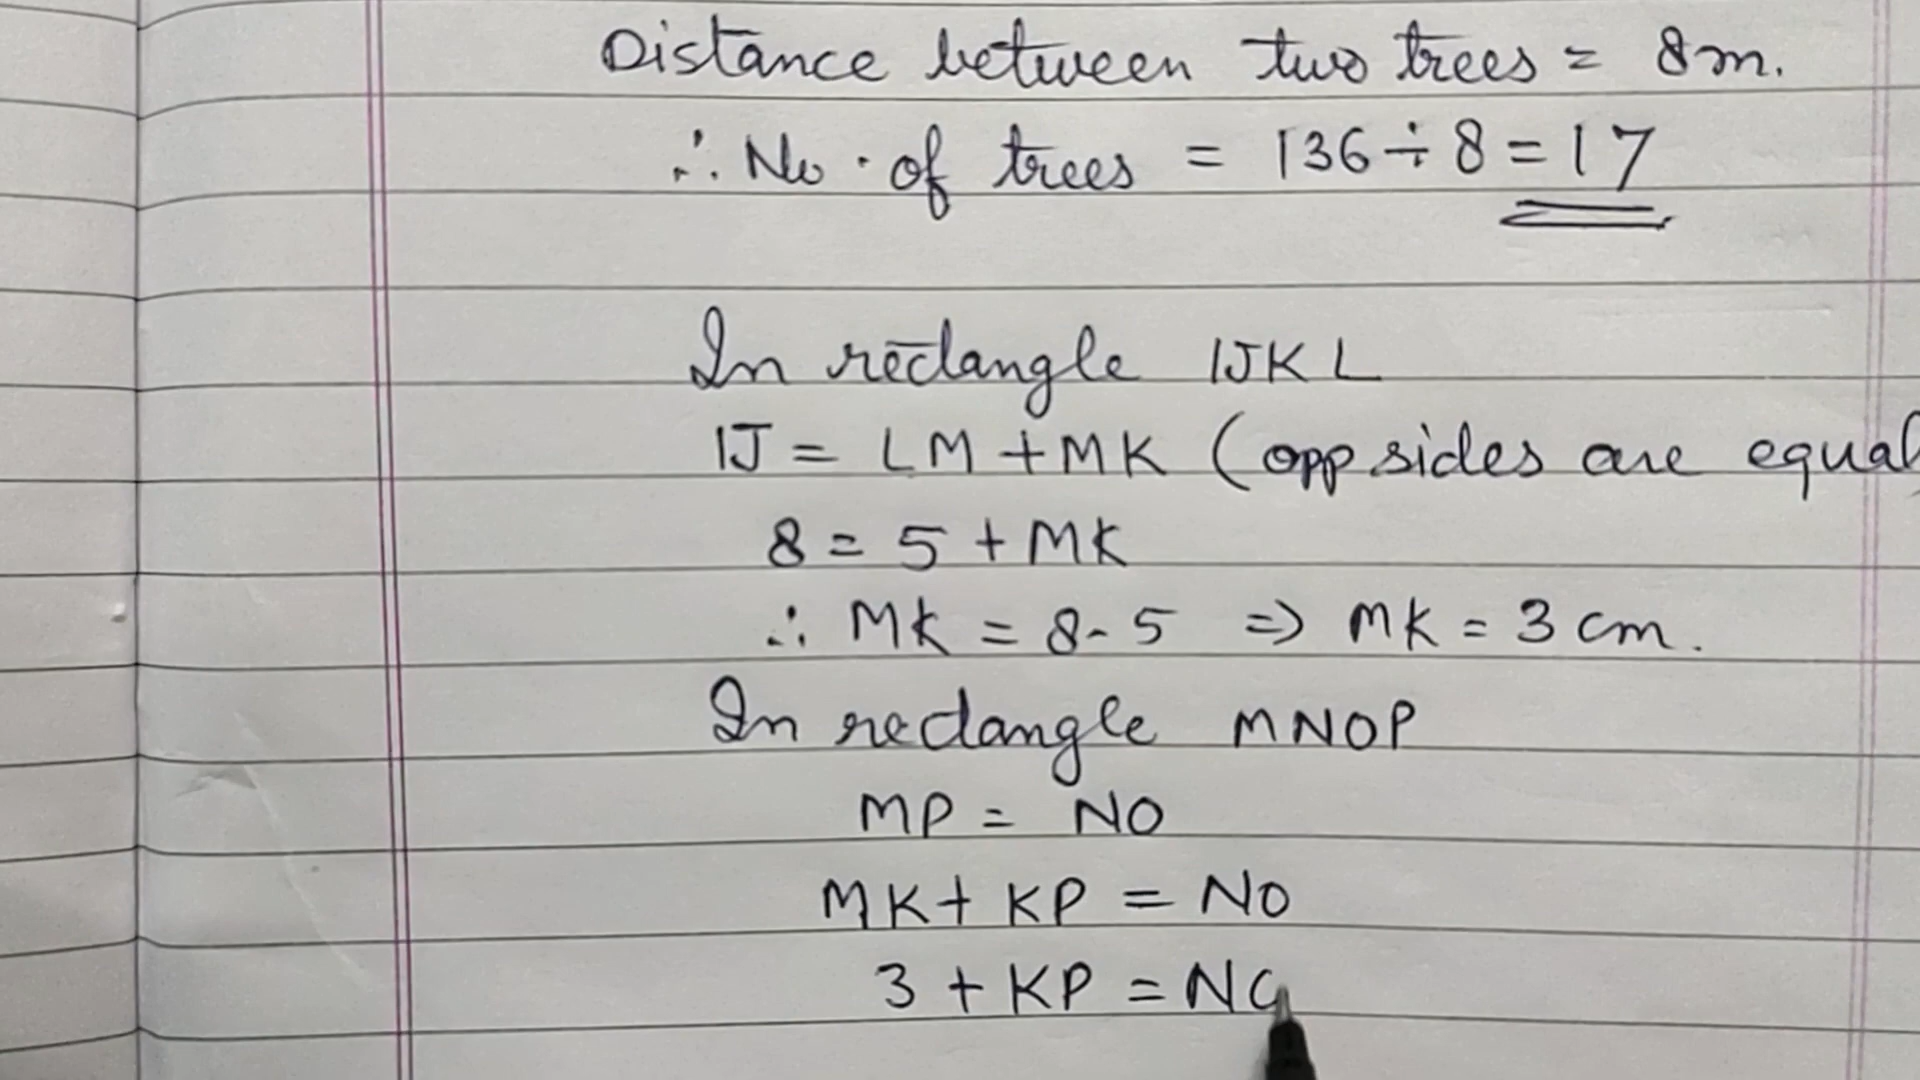 Distance between two trees = 8m.
∴ No. of trees = 136 ÷ 8 = 17
In rectangle IJKL
IJ = LM + MK (opp sides are equal)
8 = 5 + MK
∴ MK = 8 - 5 ⇒ MK = 3 cm.
In rectangle MNOP
MP = NO
MK + KP = NO
3 + KP = NO